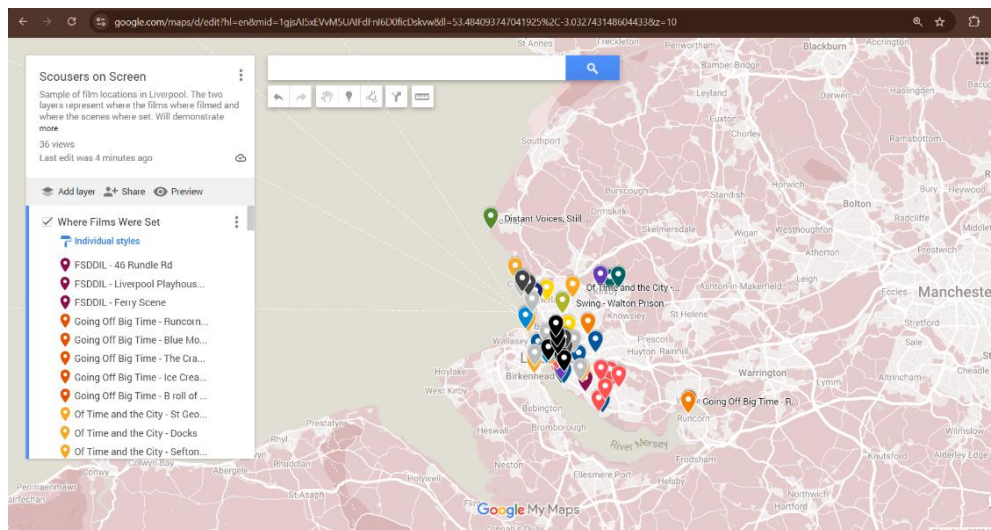 google.com/maps/d/edit?hl=en&mid=1gjsAI5xEVvM5UAIFdFnI6D0ficDskvw&ll=53.484093747041925%2C-3.0327431486044338&z=10
Scousers on Screen
Sample of film locations in Liverpool. The two
layers represent where the films where filmed and
where the scenes where set. Will demonstrate
more
36 views
Last edit was 4 minutes ago
Add layer
Share
Preview
Where Films Were Set
Individual styles
FSDDIL - 46 Rundle Rd
FSDDIL - Liverpool Playhous...
FSDDIL - Ferry Scene
Going Off Big Time - Runcorn...
Going Off Big Time - Blue Mo...
Going Off Big Time - The Cra...
Going Off Big Time - Ice Crea...
Going Off Big Time - B roll of ...
Of Time and the City - St Geo...
Of Time and the City - Docks
Of Time and the City - Sefton...
St Annes
Freckleton
Penwortham
Blackburn
Accrington
Bamber Bridge
Leyland
Darwen
Haslingden
Bacup
Euxton
Chorley
Southport
Ramsbottom
Burscough
Standish
Horwich
Bolton
Bury
Heywood
Distant Voices, Still ...
Ormskirk
Skelmersdale
Wigan
Westhoughton
Radcliffe
Middlet
Atherton
Prestwich
Of Time and the City -...
Ashton-in-Makerfield
Leigh
Eccles
Mancheste
Swing - Walton Prison
Knowsley
St Helens
Stretford
Wallasey
Prescot
Sale
Huyton
Rainhill
Hoylake
Birkenhead
Warrington
Lymm
Altrincham
Cheadle
West Kirby
Going Off Big Time - R...
Bebington
Runcorn
Prestatyn
Heswall
Bromborough
River Mersey
Wilmslow
Rhyl
Frodsham
Knutsford
Alderley Edge
Colwyn Bay
Abergele
Rhuddlan
Neston
Conwy
Holywell
Ellesmere Port
Helsby
Penmaenmawr
airfechan
St Asaph
Northwich
Hartford
Google My Maps
Connah's Quay